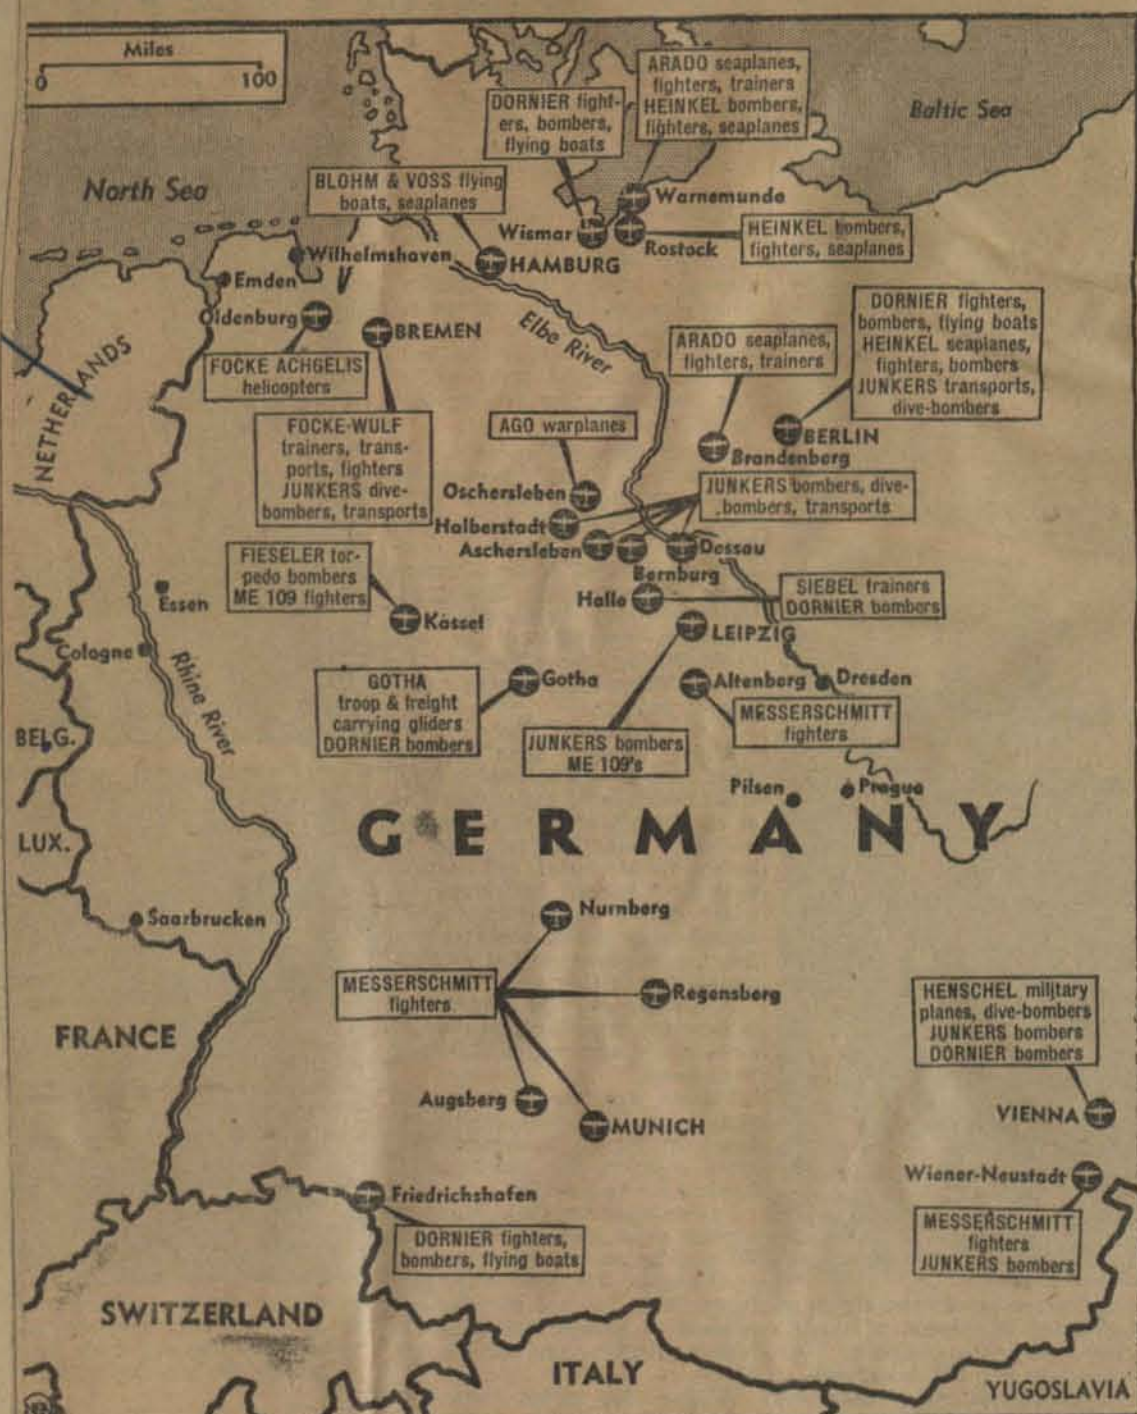 Miles
0 100
North Sea
Baltic Sea
ARADO seaplanes,
fighters, trainers
HEINKEL bombers,
fighters, seaplanes
DORNIER fight-
ers, bombers,
flying boats
BLOHM & VOSS flying
boats, seaplanes
Warnemunde
Wismar
Rostock
HEINKEL bombers,
fighters, seaplanes
Wilhelmshaven
HAMBURG
Emden
Oldenburg
BREMEN
Elbe River
NETHERLANDS
FOCKE ACHGELIS
helicopters
ARADO seaplanes,
fighters, trainers
DORNIER fighters,
bombers, flying boats
HEINKEL seaplanes,
fighters, bombers
JUNKERS transports,
dive-bombers
FOCKE-WULF
trainers, trans-
ports, fighters
JUNKERS dive-
bombers, transports
AGO warplanes
BERLIN
Brandenberg
Oschersleben
JUNKERS bombers, dive-
bombers, transports
Halberstadt
Aschersleben
Dessau
Bernburg
FIESELER tor-
pedo bombers
ME 109 fighters
Essen
Kassel
Halle
SIEBEL trainers
DORNIER bombers
LEIPZIG
Cologne
Rhine River
GOTHA
troop & freight
carrying gliders
DORNIER bombers
Gotha
Altenberg
Dresden
MESSERSCHMITT
fighters
JUNKERS bombers
ME 109's
BELG.
Pilsen
Prague
GERMANY
LUX.
Saarbrucken
Nurnberg
MESSERSCHMITT
fighters
Regensberg
HENSCHEL military
planes, dive-bombers
JUNKERS bombers
DORNIER bombers
FRANCE
Augsberg
MUNICH
VIENNA
Wiener-Neustadt
Friedrichshafen
DORNIER fighters,
bombers, flying boats
MESSERSCHMITT
fighters
JUNKERS bombers
SWITZERLAND
ITALY
YUGOSLAVIA